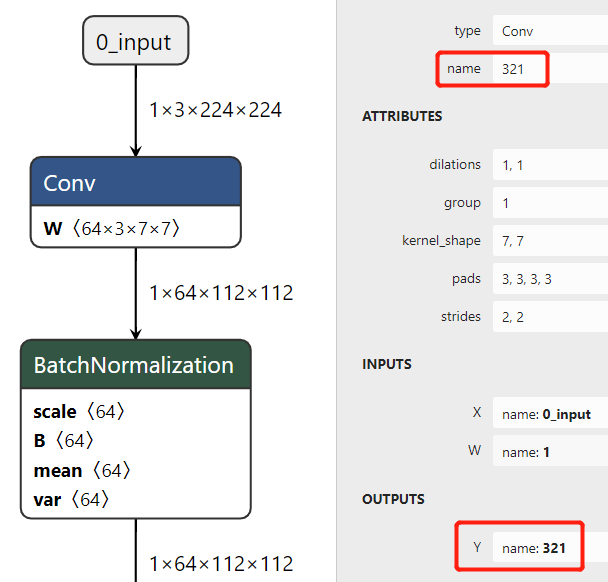 0_input
1×3×224×224
Conv
W〈64×3×7×7〉
1×64×112×112
BatchNormalization
scale〈64〉
B〈64〉
mean〈64〉
var〈64〉
1×64×112×112
type Conv
name 321
ATTRIBUTES
dilations 1, 1
group 1
kernel_shape 7, 7
pads 3, 3, 3, 3
strides 2, 2
INPUTS
X name: 0_input
W name: 1
OUTPUTS
Y name: 321